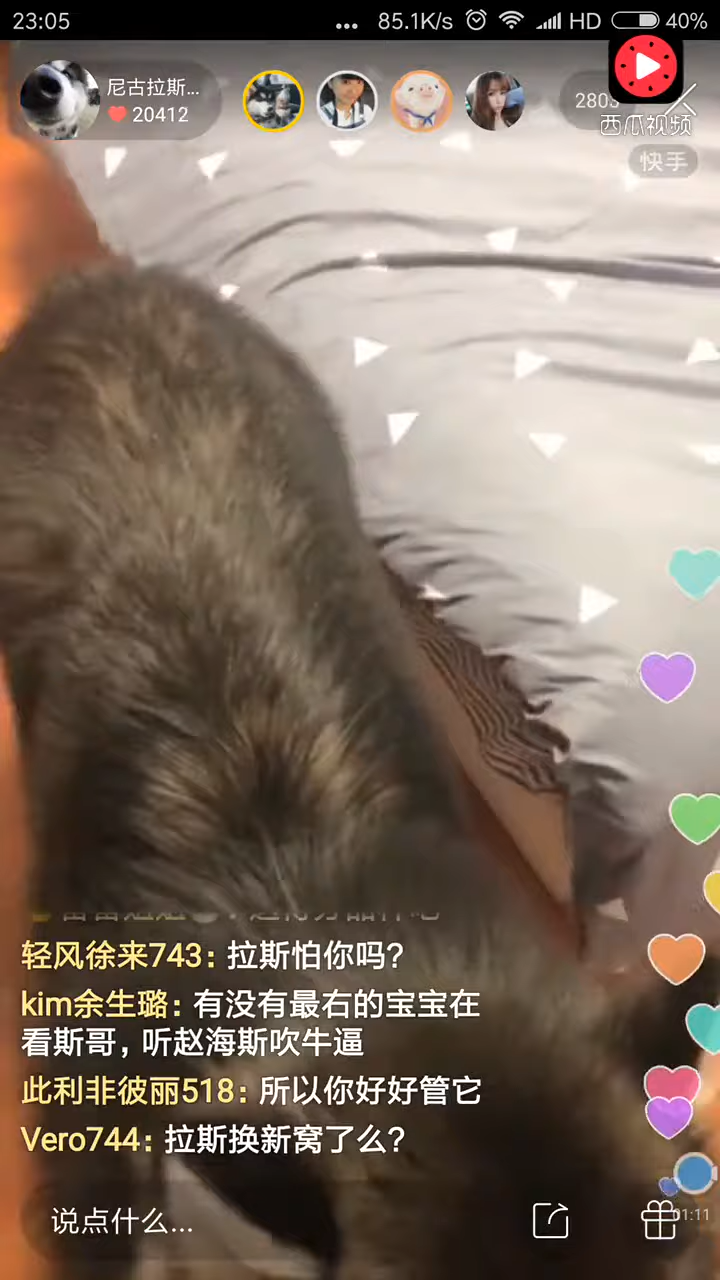 23:05
... 85.1K/s HD 40%
尼古拉斯...
20412
西瓜视频
快手
轻风徐来743：拉斯怕你吗？
kim余生璐：有没有最右的宝宝在
看斯哥，听赵海斯吹牛逼
此利非彼丽518：所以你好好管它
Vero744：拉斯换新窝了么？
说点什么...
01:11